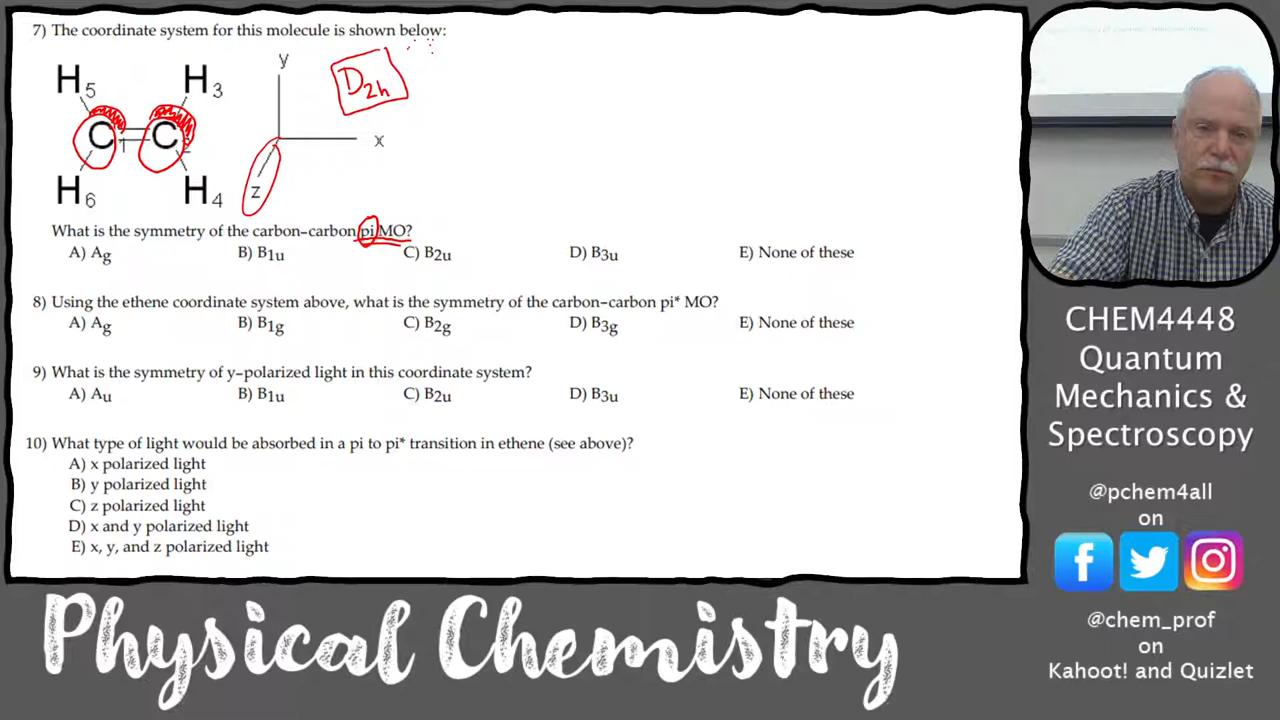 7) The coordinate system for this molecule is shown below:
H5 H3
C=C
H6 H4
y
x
z
D2h
What is the symmetry of the carbon-carbon pi MO?
A) Ag B) B1u C) B2u D) B3u E) None of these
8) Using the ethene coordinate system above, what is the symmetry of the carbon-carbon pi* MO?
A) Ag B) B1g C) B2g D) B3g E) None of these
9) What is the symmetry of y-polarized light in this coordinate system?
A) Au B) B1u C) B2u D) B3u E) None of these
10) What type of light would be absorbed in a pi to pi* transition in ethene (see above)?
A) x polarized light
B) y polarized light
C) z polarized light
D) x and y polarized light
E) x, y, and z polarized light
CHEM4448
Quantum
Mechanics &
Spectroscopy
@pchem4all
on
@chem_prof
on
Kahoot! and Quizlet
Physical Chemistry